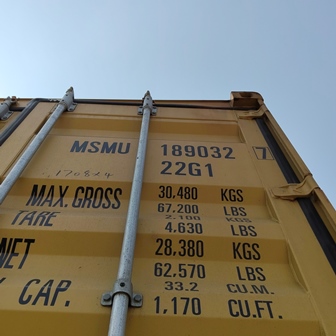 MSMU 189032 7
22G1
MAX. GROSS 30,480 KGS
67,200 LBS
TARE 2.100 KGS
4.630 LBS
NET 28,380 KGS
62,570 LBS
CAP. 33.2 CU.M.
1,170 CU.FT.